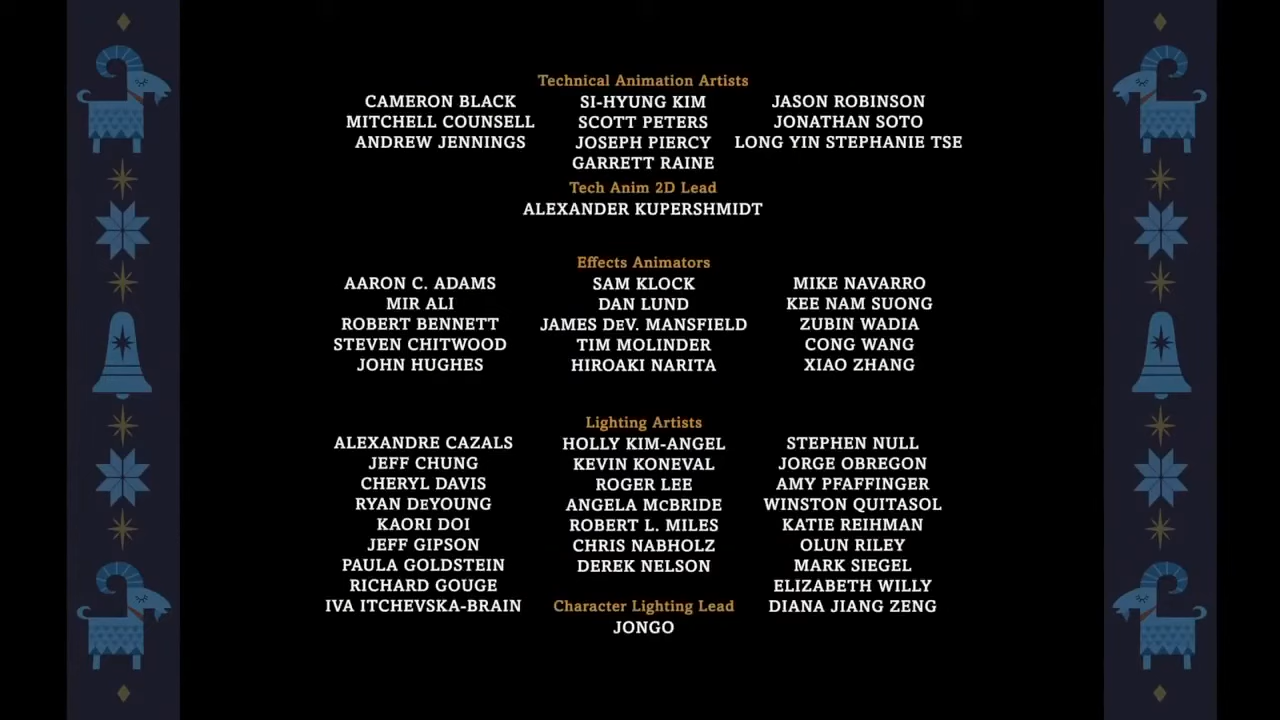 Technical Animation Artists
CAMERON BLACK SI-HYUNG KIM JASON ROBINSON
MITCHELL COUNSELL SCOTT PETERS JONATHAN SOTO
ANDREW JENNINGS JOSEPH PIERCY LONG YIN STEPHANIE TSE
GARRETT RAINE
Tech Anim 2D Lead
ALEXANDER KUPERSHMIDT
Effects Animators
AARON C. ADAMS SAM KLOCK MIKE NAVARRO
MIR ALI DAN LUND KEE NAM SUONG
ROBERT BENNETT JAMES DeV. MANSFIELD ZUBIN WADIA
STEVEN CHITWOOD TIM MOLINDER CONG WANG
JOHN HUGHES HIROAKI NARITA XIAO ZHANG
Lighting Artists
ALEXANDRE CAZALS HOLLY KIM-ANGEL STEPHEN NULL
JEFF CHUNG KEVIN KONEVAL JORGE OBREGON
CHERYL DAVIS ROGER LEE AMY PFAFFINGER
RYAN DeYOUNG ANGELA McBRIDE WINSTON QUITASOL
KAORI DOI ROBERT L. MILES KATIE REIHMAN
JEFF GIPSON CHRIS NABHOLZ OLUN RILEY
PAULA GOLDSTEIN DEREK NELSON MARK SIEGEL
RICHARD GOUGE ELIZABETH WILLY
IVA ITCHEVSKA-BRAIN Character Lighting Lead DIANA JIANG ZENG
JONGO